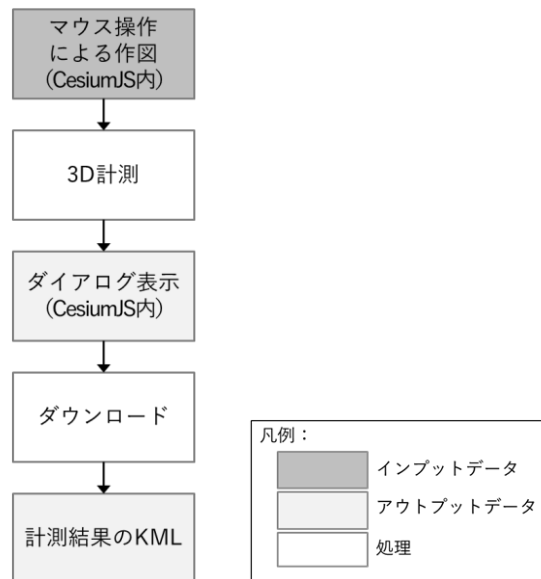 マウス操作
による作図
(CesiumJS内)
3D計測
ダイアログ表示
(CesiumJS内)
ダウンロード
計測結果のKML
凡例：
インプットデータ
アウトプットデータ
処理